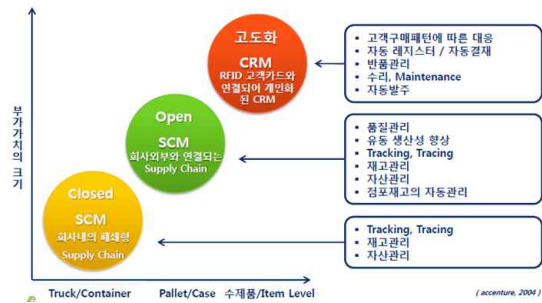 고도화
CRM
RFID 고객카드와
연결되어 개인화
된 CRM
• 고객구매패턴에 따른 대응
• 자동 레지스터 / 자동결재
• 반품관리
• 수리, Maintenance
• 자동발주
부가가치의 크기
Open
SCM
회사외부와 연결되는
Supply Chain
• 품질관리
• 유동 생산성 향상
• Tracking, Tracing
• 재고관리
• 자산관리
• 점포재고의 자동관리
Closed
SCM
회사내의 폐쇄형
Supply Chain
• Tracking, Tracing
• 재고관리
• 자산관리
Truck/Container Pallet/Case 수제품/Item Level
( accenture, 2004 )